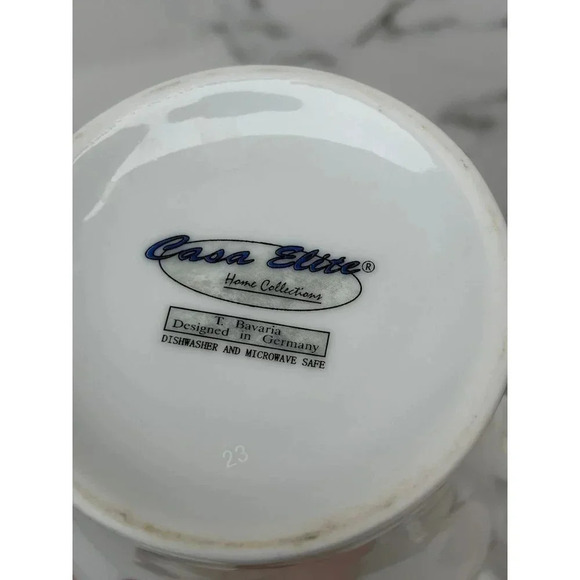 Casa Elite®
Home Collections
T. Bavaria
Designed in Germany
DISHWASHER AND MICROWAVE SAFE
23